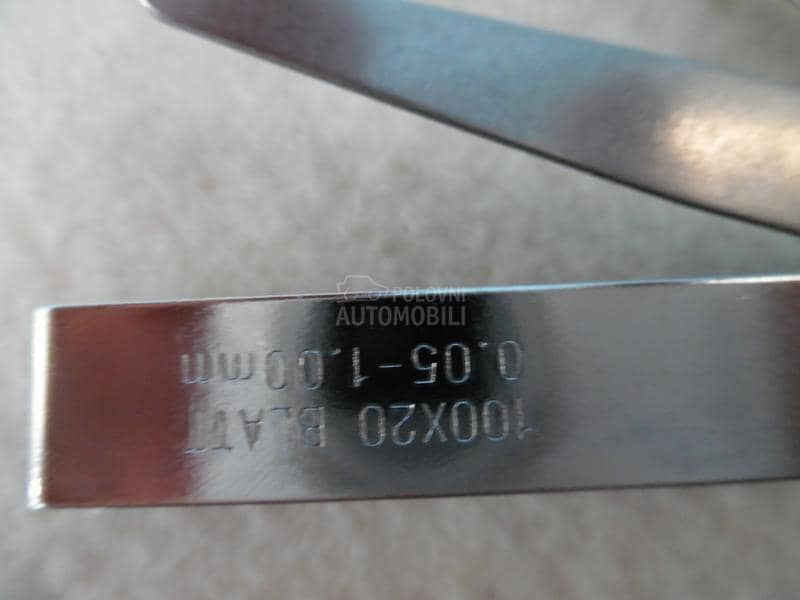 POLOVNI
AUTOMOBILI
100X20 BLATT
0.05-1.00mm